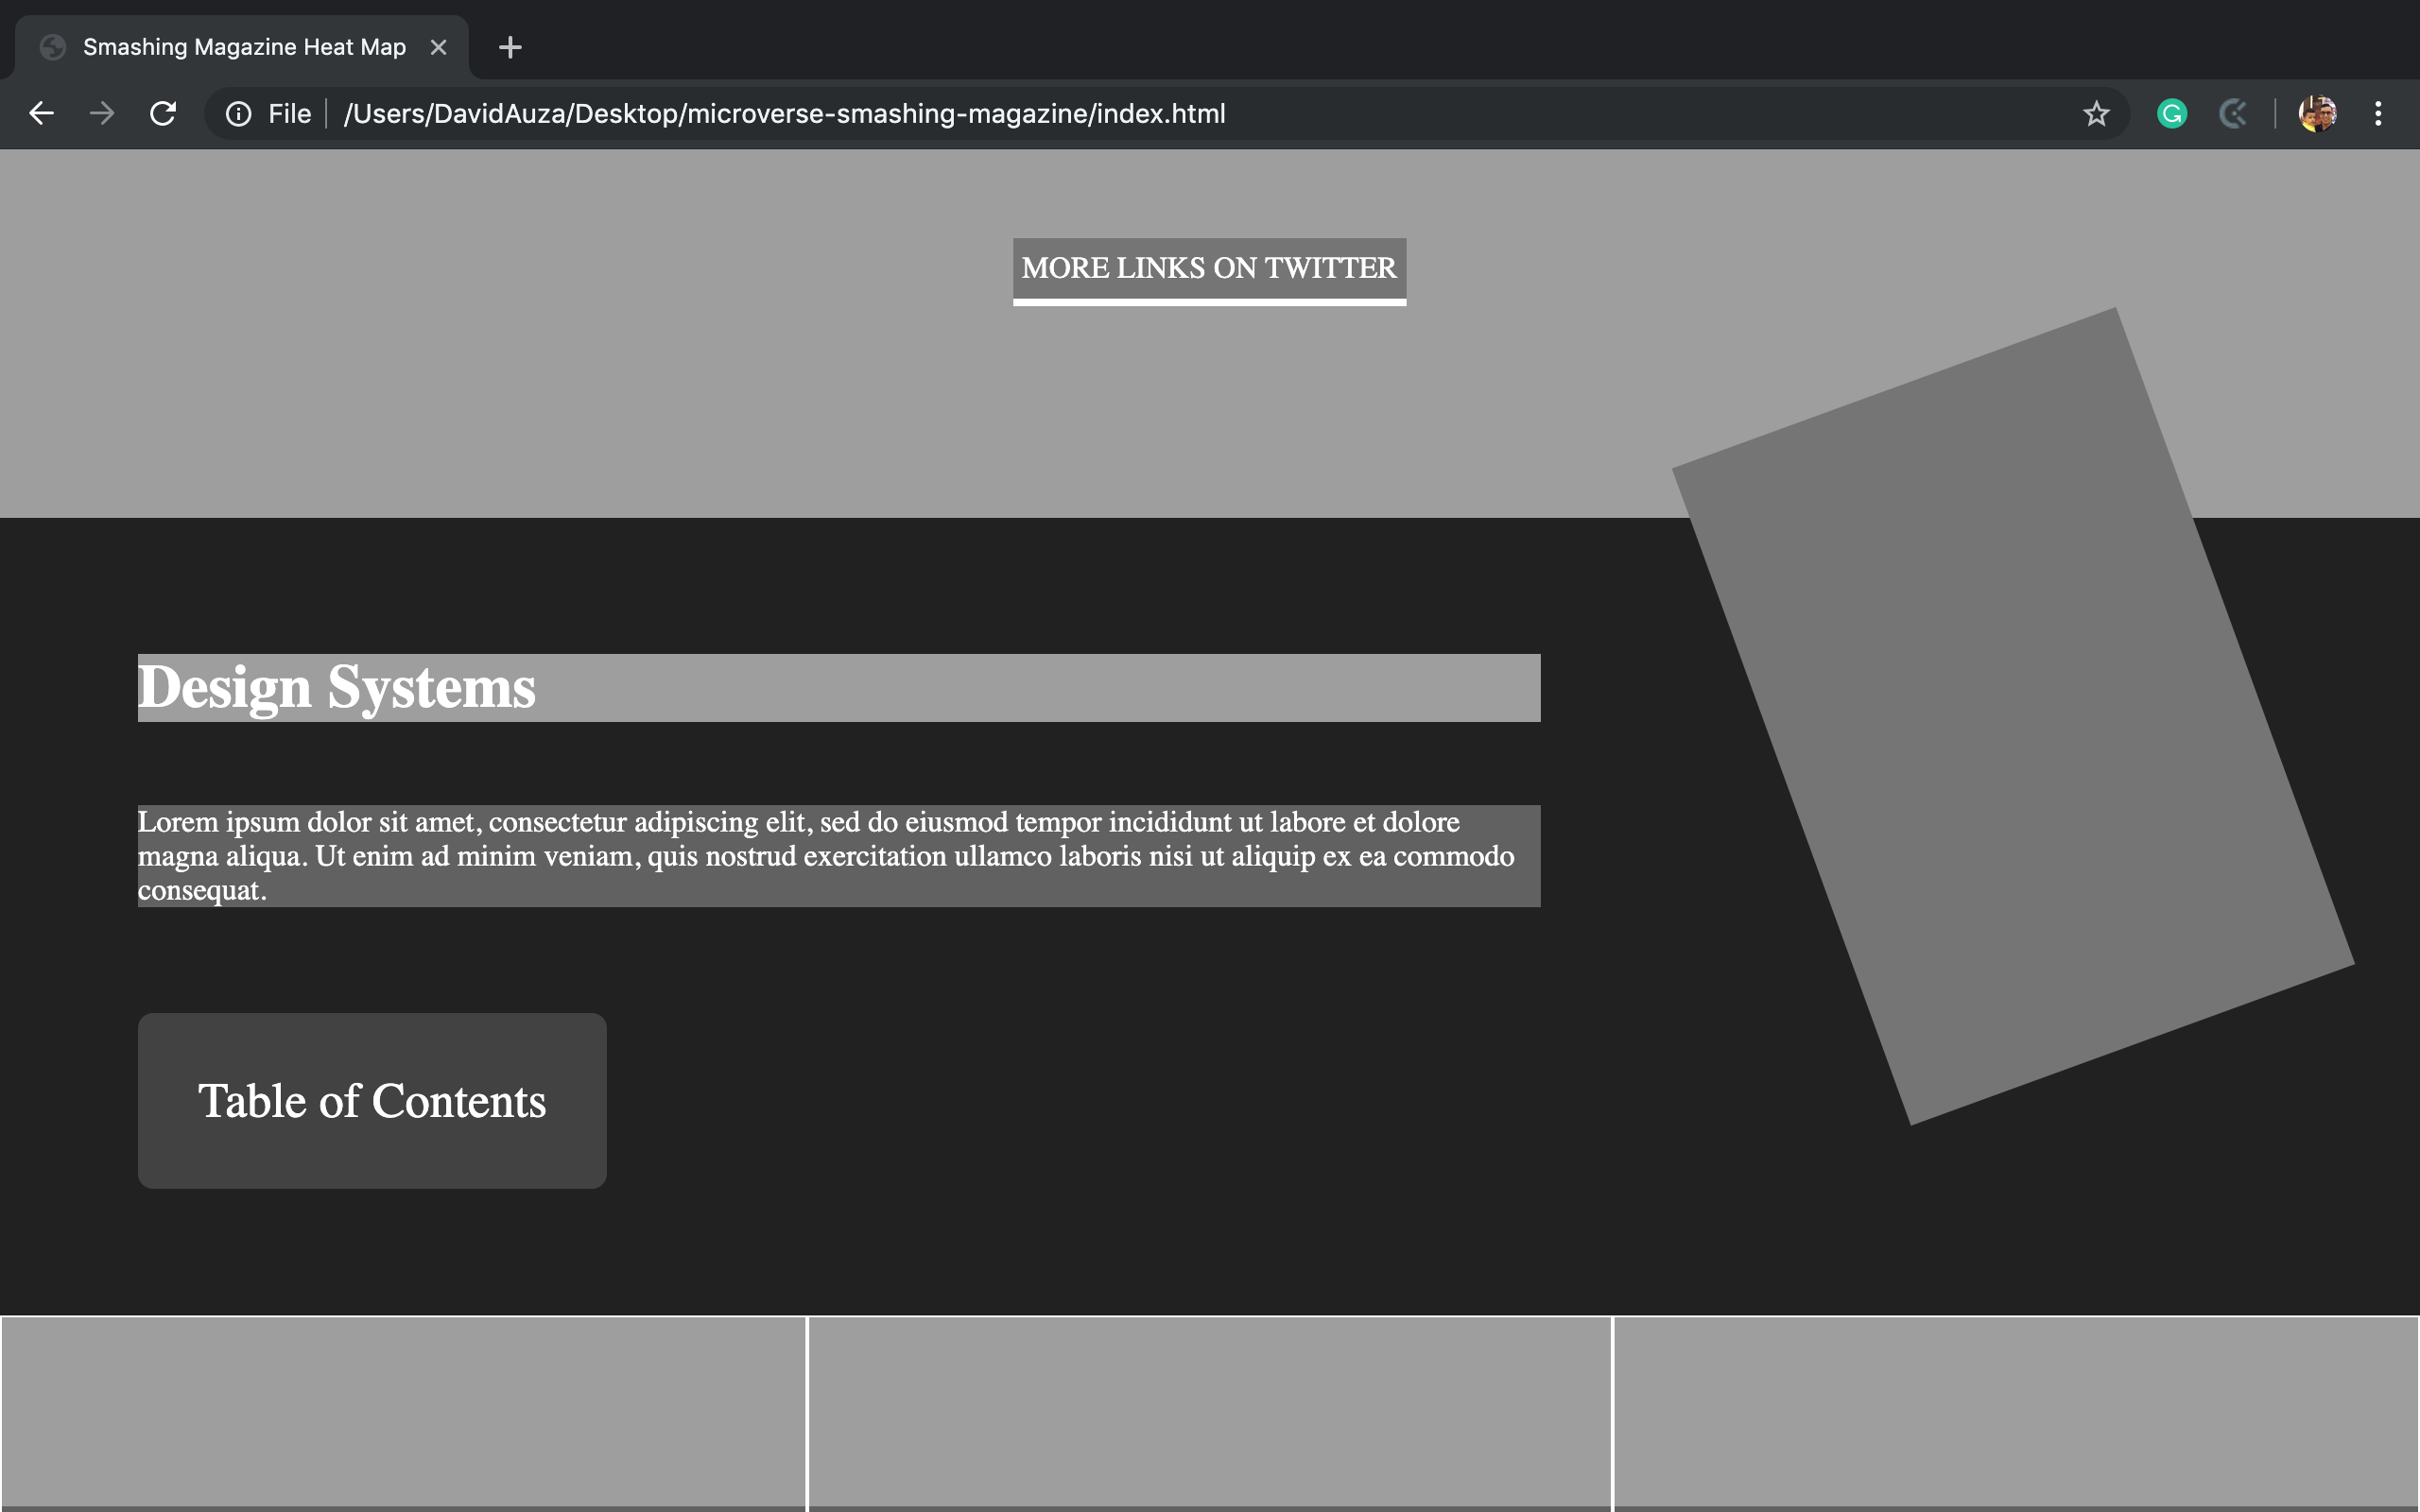 Smashing Magazine Heat Map
File
/Users/DavidAuza/Desktop/microverse-smashing-magazine/index.html
MORE LINKS ON TWITTER
Design Systems
Lorem ipsum dolor sit amet, consectetur adipiscing elit, sed do eiusmod tempor incididunt ut labore et dolore
magna aliqua. Ut enim ad minim veniam, quis nostrud exercitation ullamco laboris nisi ut aliquip ex ea commodo
consequat.
Table of Contents